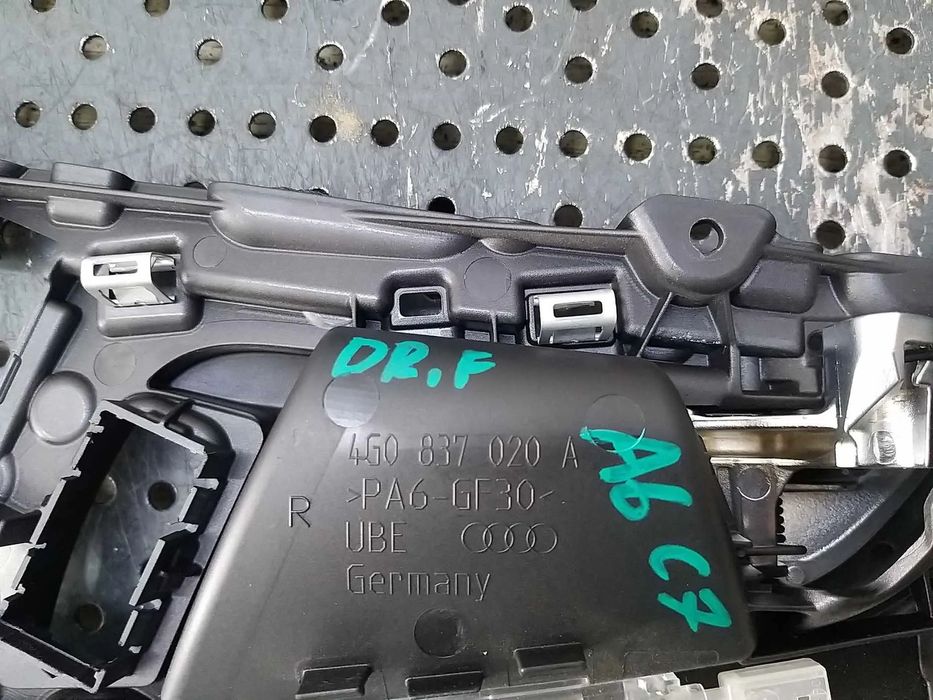 DR.F
4G0 837 020 A
R >PA6-GF30<
UBE
Germany
A6 C7